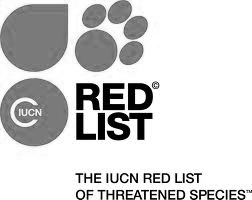 IUCN
RED©
LIST
THE IUCN RED LIST
OF THREATENED SPECIES™